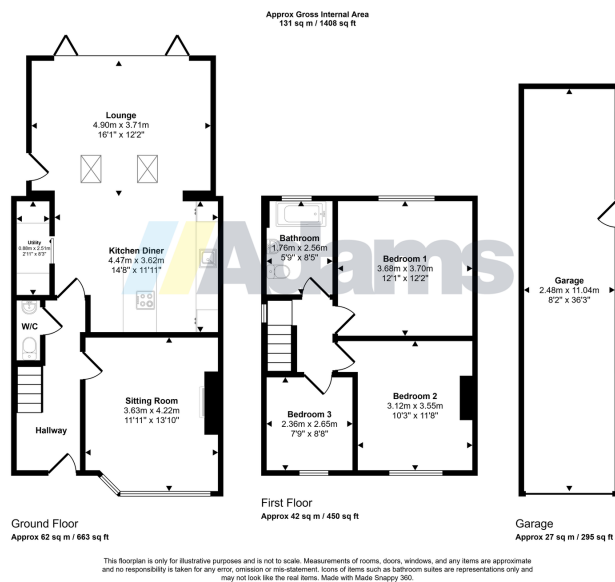 Approx Gross Internal Area
131 sq m / 1408 sq ft
Lounge
4.90m x 3.71m
16'1" x 12'2"
Utility
0.88m x 2.51m
2'11" x 8'3"
Kitchen Diner
4.47m x 3.62m
14'8" x 11'11"
W/C
Sitting Room
3.63m x 4.22m
11'11" x 13'10"
Hallway
Ground Floor
Approx 62 sq m / 663 sq ft
Adams
Bathroom
1.76m x 2.56m
5'9" x 8'5"
Bedroom 1
3.68m x 3.70m
12'1" x 12'2"
Bedroom 2
3.12m x 3.55m
10'3" x 11'8"
Bedroom 3
2.36m x 2.65m
7'9" x 8'8"
First Floor
Approx 42 sq m / 450 sq ft
Garage
2.48m x 11.04m
8'2" x 36'3"
Garage
Approx 27 sq m / 295 sq ft
This floorplan is only for illustrative purposes and is not to scale. Measurements of rooms, doors, windows, and any items are approximate
and no responsibility is taken for any error, omission or mis-statement. Icons of items such as bathroom suites are representations only and
may not look like the real items. Made with Made Snappy 360.